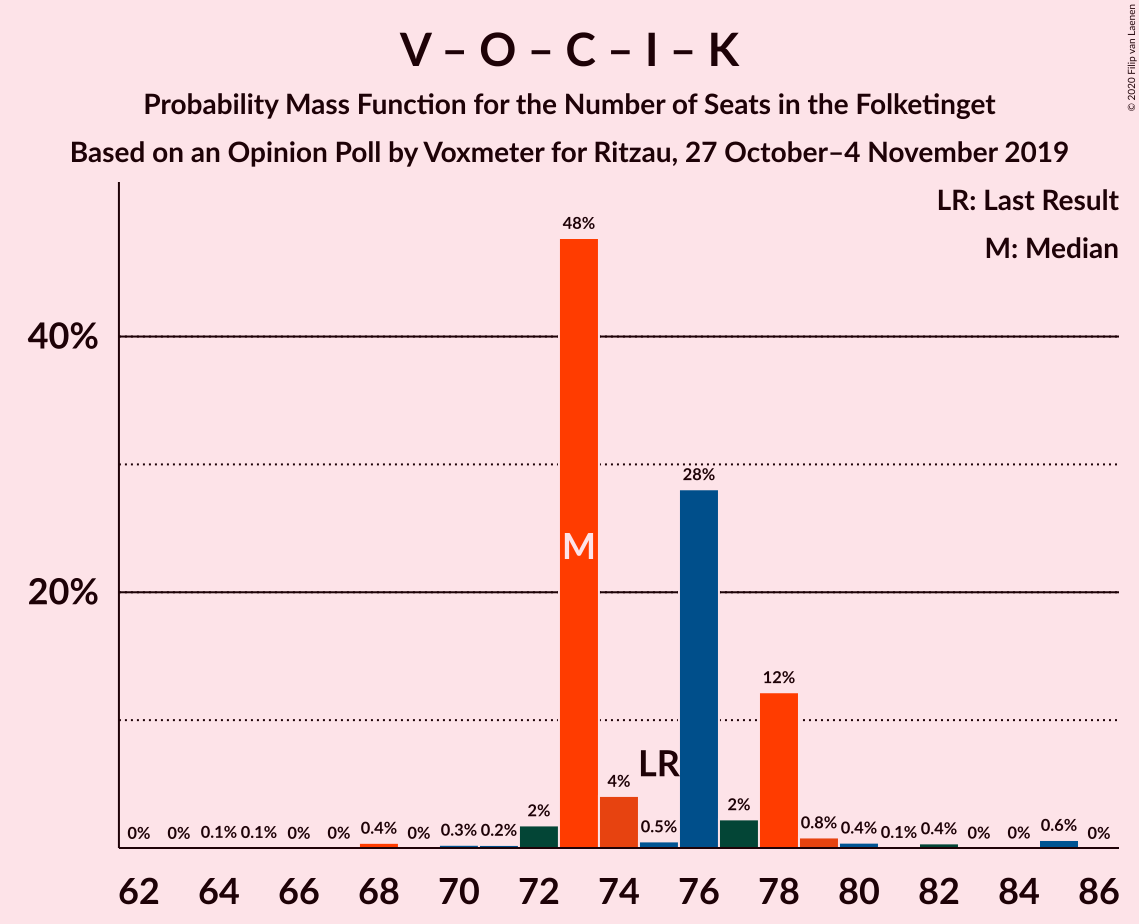 V – O – C – I – K
Probability Mass Function for the Number of Seats in the Folketinget
Based on an Opinion Poll by Voxmeter for Ritzau, 27 October–4 November 2019
© 2020 Filip van Laenen
LR: Last Result
M: Median
40%
20%
0% 0% 0.1% 0.1% 0% 0% 0.4% 0% 0.3% 0.2% 2% 48% 4% 0.5% 28% 2% 12% 0.8% 0.4% 0.1% 0.4% 0% 0% 0.6% 0%
M
LR
62 64 66 68 70 72 74 76 78 80 82 84 86